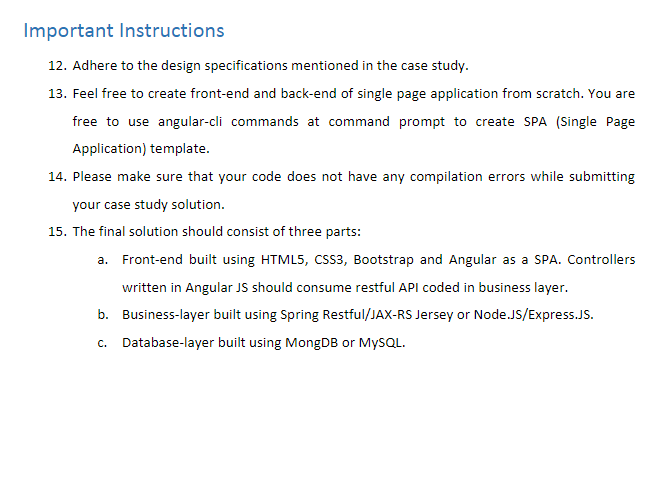 Important Instructions
12. Adhere to the design specifications mentioned in the case study.
13. Feel free to create front-end and back-end of single page application from scratch. You are
free to use angular-cli commands at command prompt to create SPA (Single Page
Application) template.
14. Please make sure that your code does not have any compilation errors while submitting
your case study solution.
15. The final solution should consist of three parts:
a. Front-end built using HTML5, CSS3, Bootstrap and Angular as a SPA. Controllers
written in Angular JS should consume restful API coded in business layer.
b. Business-layer built using Spring Restful/JAX-RS Jersey or Node.JS/Express.JS.
c. Database-layer built using MongDB or MySQL.